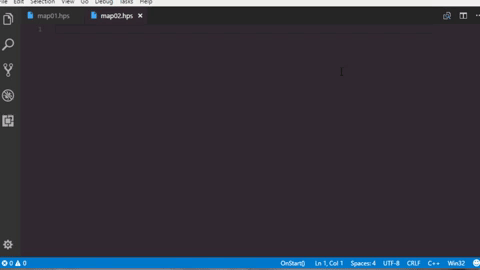 File Edit Selection View Go Debug Tasks Help
map01.hps map02.hps
1
0 0 OnStart() Ln 1, Col 1 Spaces: 4 UTF-8 CRLF C++ Win32